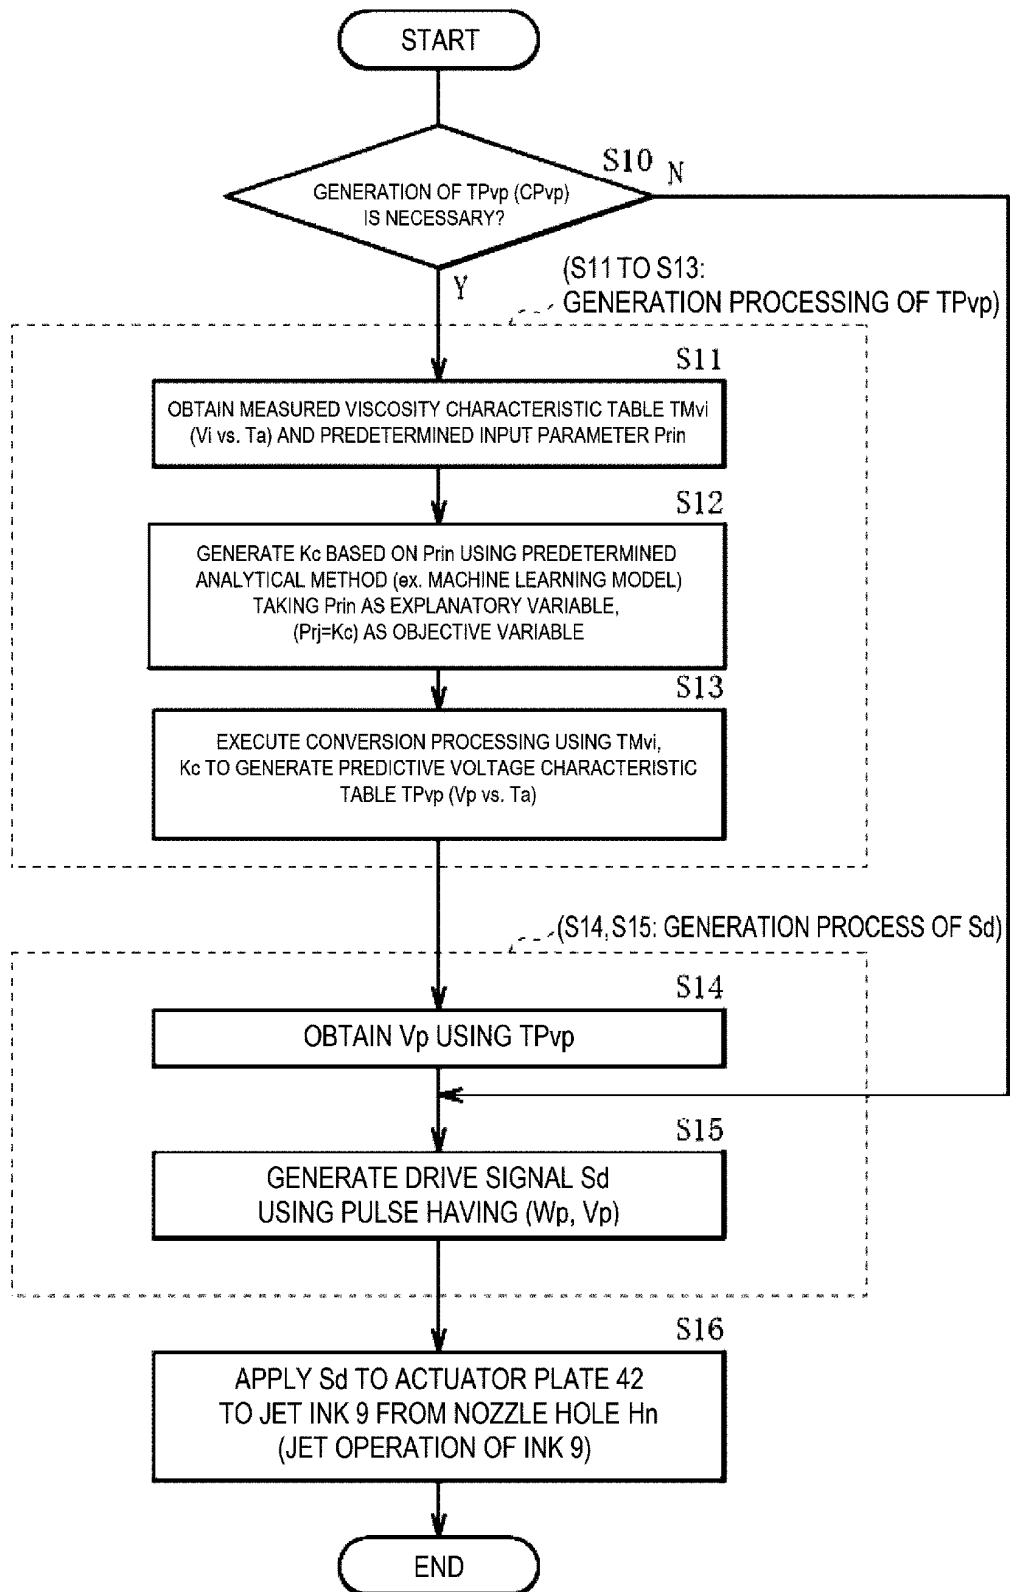 START
S10
N
GENERATION OF TPvp (CPvp)
IS NECESSARY?
Y
(S11 TO S13:
GENERATION PROCESSING OF TPvp)
S11
OBTAIN MEASURED VISCOSITY CHARACTERISTIC TABLE TMvi
(Vi vs. Ta) AND PREDETERMINED INPUT PARAMETER Prin
S12
GENERATE Kc BASED ON Prin USING PREDETERMINED
ANALYTICAL METHOD (ex. MACHINE LEARNING MODEL)
TAKING Prin AS EXPLANATORY VARIABLE,
(Prj=Kc) AS OBJECTIVE VARIABLE
S13
EXECUTE CONVERSION PROCESSING USING TMvi,
Kc TO GENERATE PREDICTIVE VOLTAGE CHARACTERISTIC
TABLE TPvp (Vp vs. Ta)
(S14,S15: GENERATION PROCESS OF Sd)
S14
OBTAIN Vp USING TPvp
S15
GENERATE DRIVE SIGNAL Sd
USING PULSE HAVING (Wp, Vp)
S16
APPLY Sd TO ACTUATOR PLATE 42
TO JET INK 9 FROM NOZZLE HOLE Hn
(JET OPERATION OF INK 9)
END